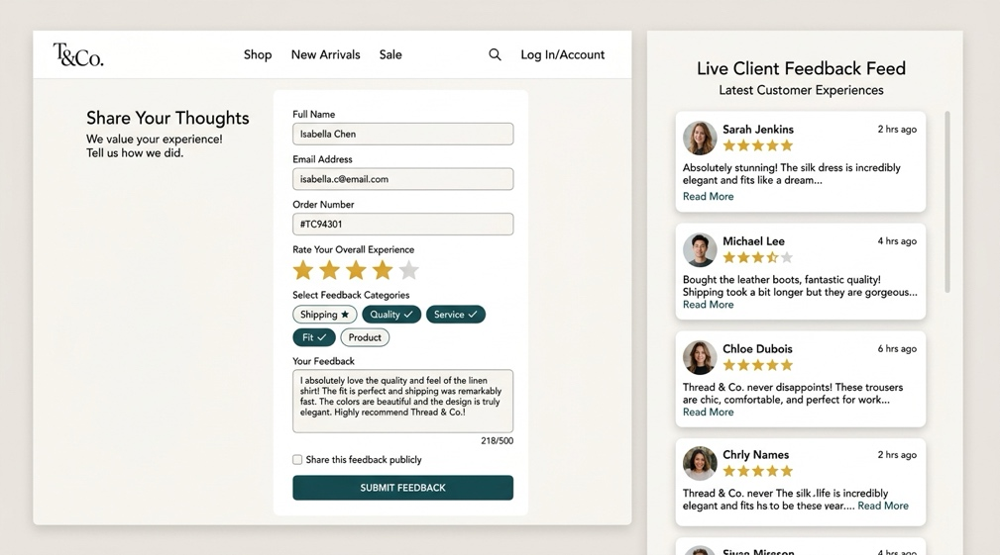 T&Co.
Shop
New Arrivals
Sale
Log In/Account
Share Your Thoughts
We value your experience!
Tell us how we did.
Full Name
Isabella Chen
Email Address
isabella.c@email.com
Order Number
#TC94301
Rate Your Overall Experience
Select Feedback Categories
Shipping
Quality
Service
Fit
Product
Your Feedback
I absolutely love the quality and feel of the linen
shirt! The fit is perfect and shipping was remarkably
fast. The colors are beautiful and the design is truly
elegant. Highly recommend Thread & Co.!
218/500
Share this feedback publicly
SUBMIT FEEDBACK
Live Client Feedback Feed
Latest Customer Experiences
Sarah Jenkins
2 hrs ago
Absolutely stunning! The silk dress is incredibly
elegant and fits like a dream...
Read More
Michael Lee
4 hrs ago
Bought the leather boots, fantastic quality!
Shipping took a bit longer but they are gorgeous...
Read More
Chloe Dubois
6 hrs ago
Thread & Co. never disappoints! These trousers
are chic, comfortable, and perfect for work...
Read More
Chrly Names
2 hrs ago
Thread & Co. never The silk .life is incredibly
elegant and fits hs to be these year.... Read More
4 hrs ago